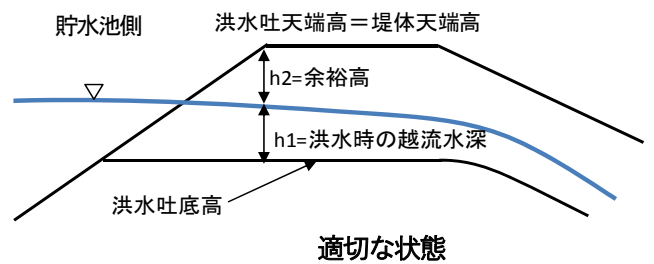 貯水池側
洪水吐天端高＝堤体天端高
h2=余裕高
h1=洪水時の越流水深
洪水吐底高
適切な状態